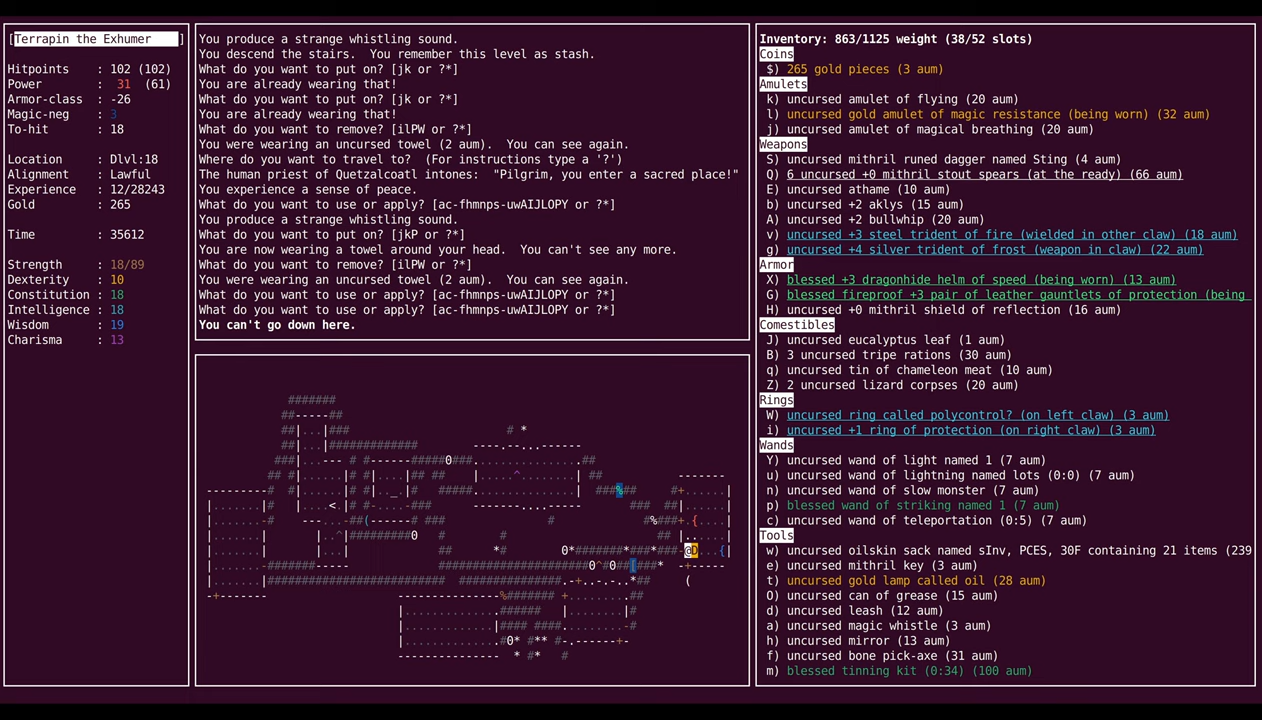 [Terrapin the Exhumer     ]
Hitpoints    : 102 (102)
Power        :  31  (61)
Armor-class  : -26
Magic-neg    : 3
To-hit       : 18
Location     : Dlvl:18
Alignment    : Lawful
Experience   : 12/28243
Gold         : 265
Time         : 35612
Strength     : 18/89
Dexterity    : 10
Constitution : 18
Intelligence : 18
Wisdom       : 19
Charisma     : 13
You produce a strange whistling sound.
You descend the stairs.  You remember this level as stash.
What do you want to put on? [jk or ?*]
You are already wearing that!
What do you want to put on? [jk or ?*]
You are already wearing that!
What do you want to remove? [ilPW or ?*]
You were wearing an uncursed towel (2 aum).  You can see again.
Where do you want to travel to?  (For instructions type a '?')
The human priest of Quetzalcoatl intones:  "Pilgrim, you enter a sacred place!"
You experience a sense of peace.
What do you want to use or apply? [ac-fhmnps-uwAIJLOPY or ?*]
You produce a strange whistling sound.
What do you want to put on? [jkP or ?*]
You are now wearing a towel around your head.  You can't see any more.
What do you want to remove? [ilPW or ?*]
You were wearing an uncursed towel (2 aum).  You can see again.
What do you want to use or apply? [ac-fhmnps-uwAIJLOPY or ?*]
What do you want to use or apply? [ac-fhmnps-uwAIJLOPY or ?*]
You can't go down here.
Inventory: 863/1125 weight (38/52 slots)
Coins
$) 265 gold pieces (3 aum)
Amulets
k) uncursed amulet of flying (20 aum)
l) uncursed gold amulet of magic resistance (being worn) (32 aum)
j) uncursed amulet of magical breathing (20 aum)
Weapons
S) uncursed mithril runed dagger named Sting (4 aum)
Q) 6 uncursed +0 mithril stout spears (at the ready) (66 aum)
E) uncursed athame (10 aum)
b) uncursed +2 aklys (15 aum)
A) uncursed +2 bullwhip (20 aum)
v) uncursed +3 steel trident of fire (wielded in other claw) (18 aum)
g) uncursed +4 silver trident of frost (weapon in claw) (22 aum)
Armor
X) blessed +3 dragonhide helm of speed (being worn) (13 aum)
G) blessed fireproof +3 pair of leather gauntlets of protection (being
H) uncursed +0 mithril shield of reflection (16 aum)
Comestibles
J) uncursed eucalyptus leaf (1 aum)
B) 3 uncursed tripe rations (30 aum)
q) uncursed tin of chameleon meat (10 aum)
Z) 2 uncursed lizard corpses (20 aum)
Rings
W) uncursed ring called polycontrol? (on left claw) (3 aum)
i) uncursed +1 ring of protection (on right claw) (3 aum)
Wands
Y) uncursed wand of light named 1 (7 aum)
u) uncursed wand of lightning named lots (0:0) (7 aum)
n) uncursed wand of slow monster (7 aum)
p) blessed wand of striking named 1 (7 aum)
c) uncursed wand of teleportation (0:5) (7 aum)
Tools
w) uncursed oilskin sack named sInv, PCES, 30F containing 21 items (239
e) uncursed mithril key (3 aum)
t) uncursed gold lamp called oil (28 aum)
O) uncursed can of grease (15 aum)
d) uncursed leash (12 aum)
a) uncursed magic whistle (3 aum)
h) uncursed mirror (13 aum)
f) uncursed bone pick-axe (31 aum)
m) blessed tinning kit (0:34) (100 aum)